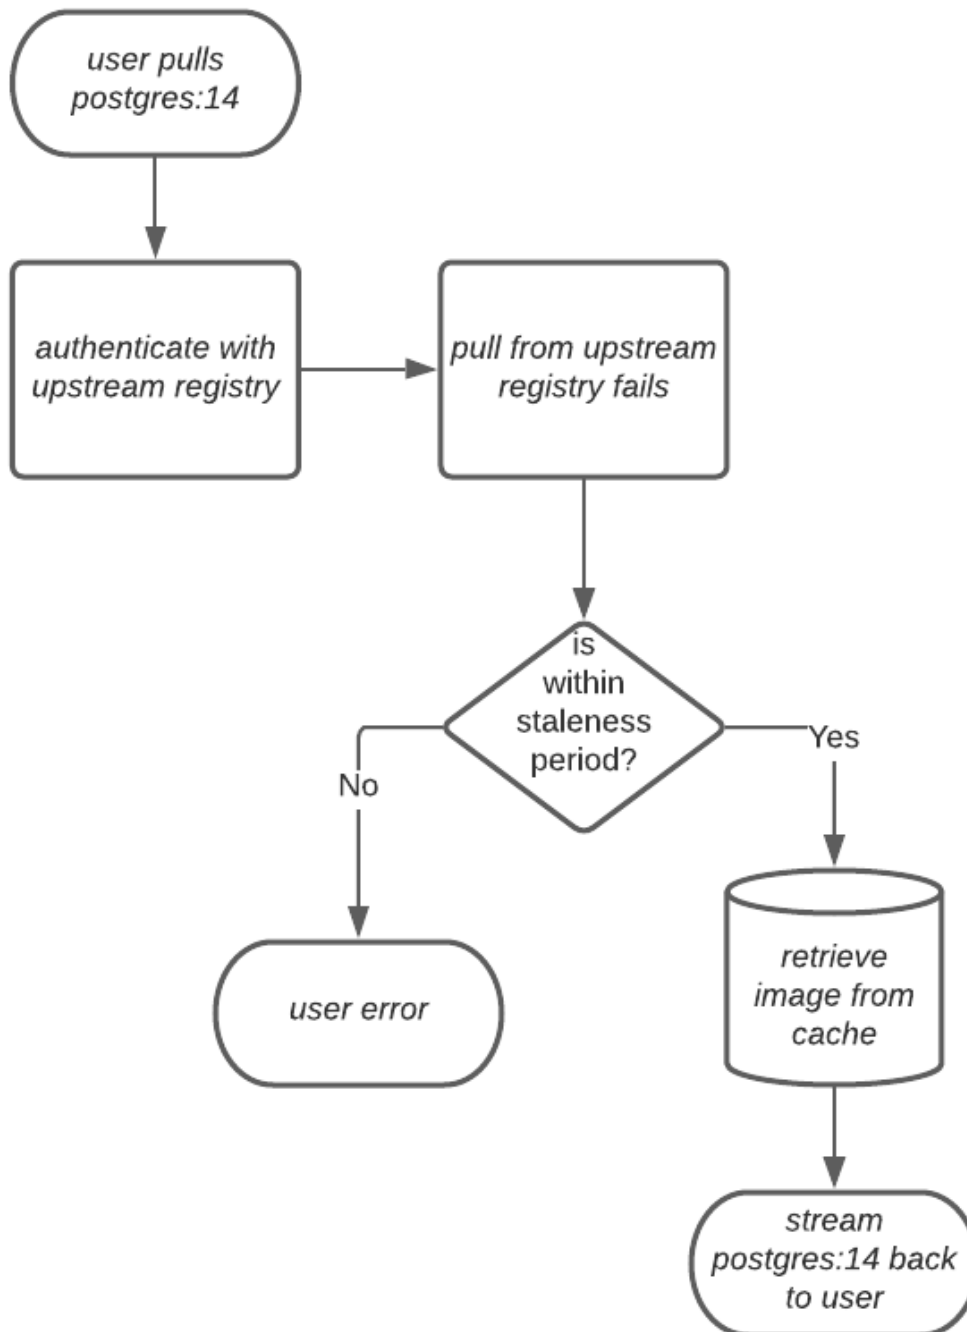 user pulls
postgres:14
authenticate with
upstream registry
pull from upstream
registry fails
is
within
staleness
period?
No
Yes
user error
retrieve
image from
cache
stream
postgres:14 back
to user